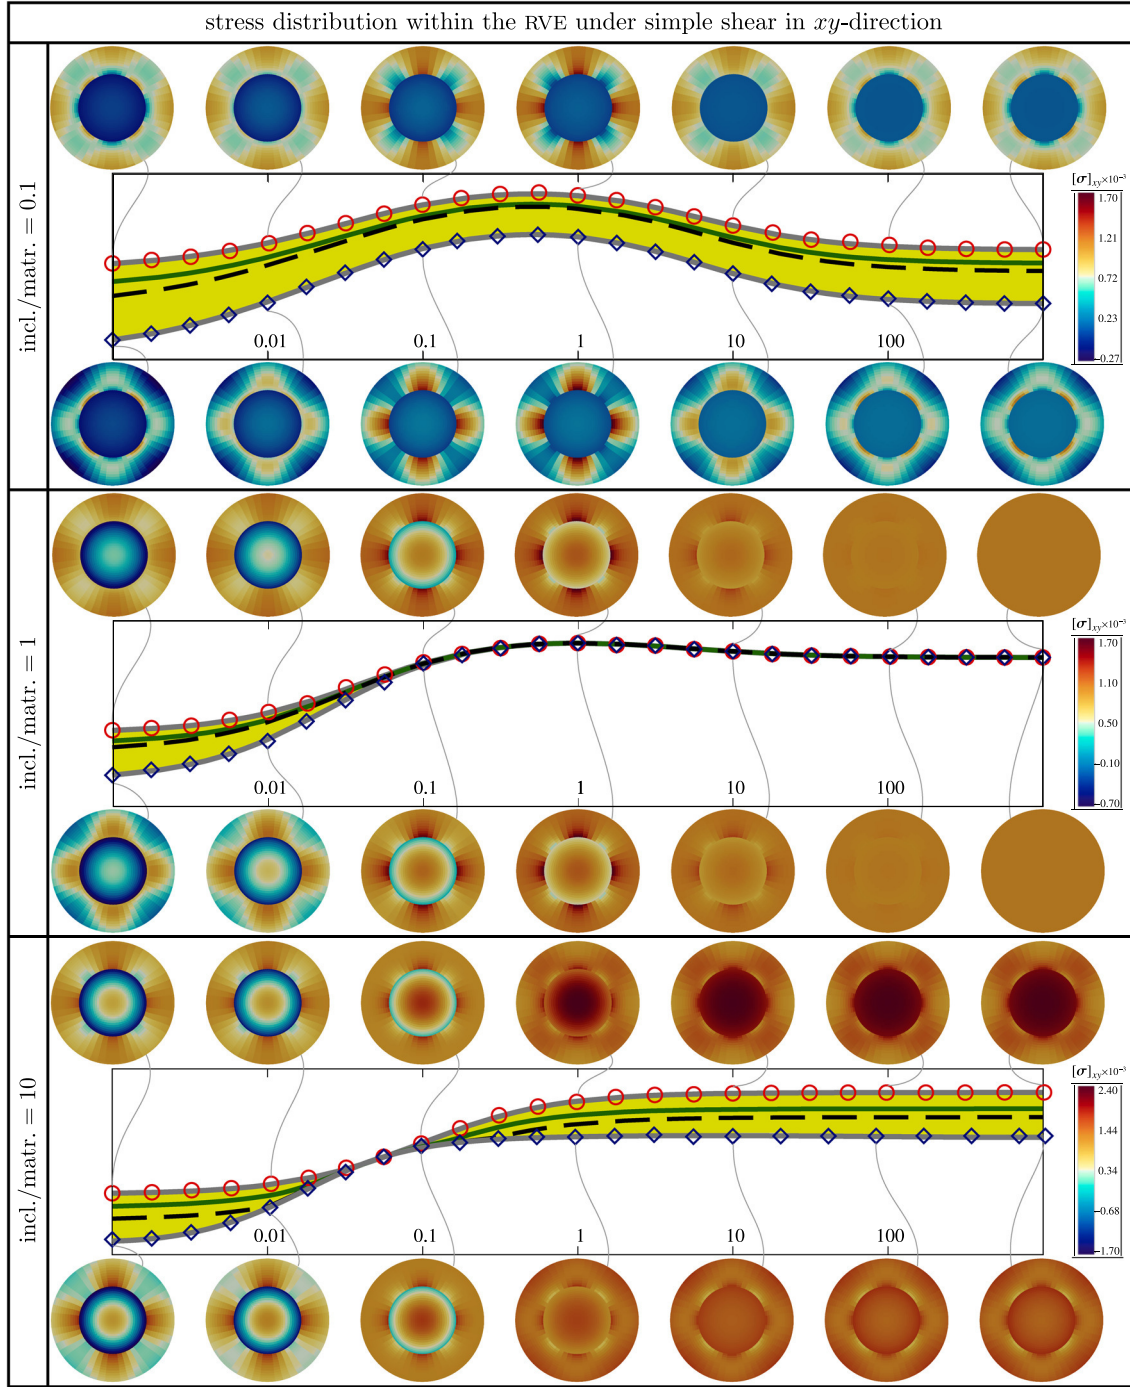 stress distribution within the RVE under simple shear in xy-direction
incl./matr. = 0.1
0.01 0.1 1 10 100
[σ]xy×10⁻³
1.70
1.21
0.72
0.23
−0.27
incl./matr. = 1
0.01 0.1 1 10 100
[σ]xy×10⁻³
1.70
1.10
0.50
−0.10
−0.70
incl./matr. = 10
0.01 0.1 1 10 100
[σ]xy×10⁻³
2.40
1.44
0.34
−0.68
−1.70